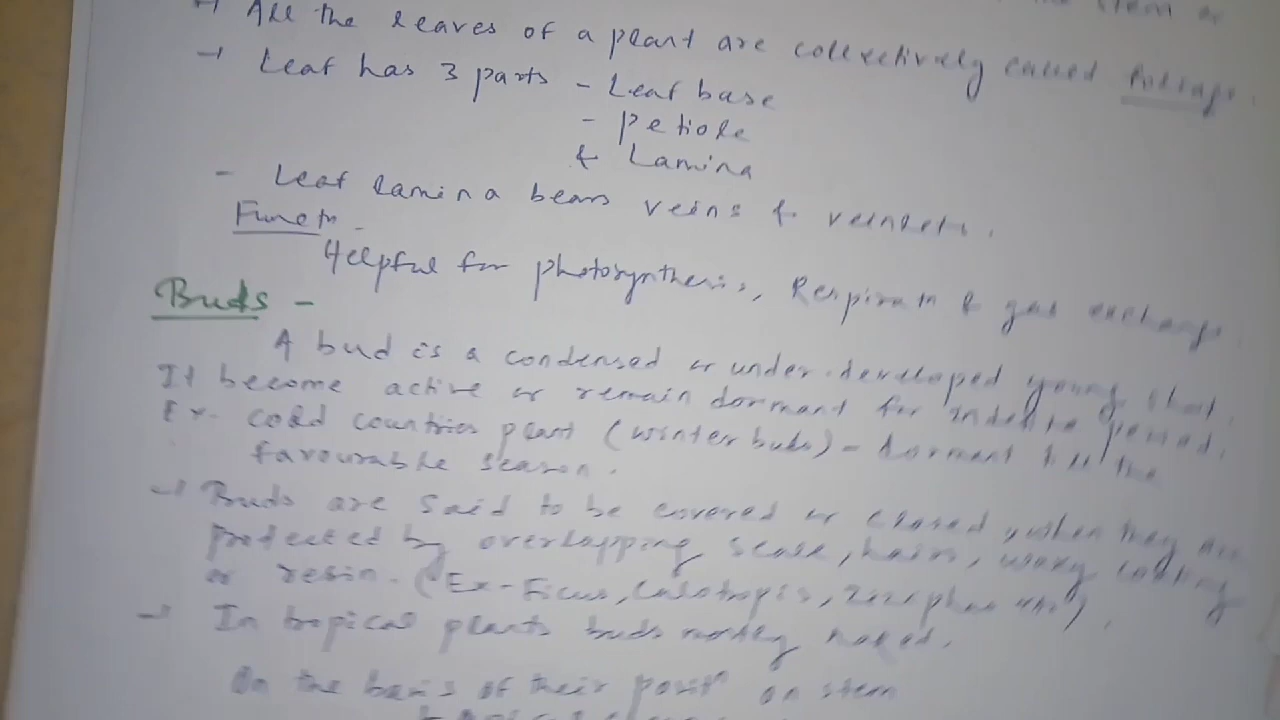 the stem or
→ All the leaves of a plant are collectively called foliage.
→ Leaf has 3 parts - Leaf base
- Petiole
& Lamina
- Leaf lamina bears veins & veinlets.
Functn -
Helpful for photosynthesis, Respiratn & gas exchange
Buds -
A bud is a condensed or under-developed young shoot.
It become active or remain dormant for indefinite period.
Ex- cold countries plant (winter buds) - dormant till the
favourable season.
→ Buds are said to be covered or closed, when they are
protected by overlapping scale, hairs, waxy coating
or resin. (Ex- Ficus, Calotropis,
→ In tropical plants buds mostly naked.
On the basis of their positn on stem